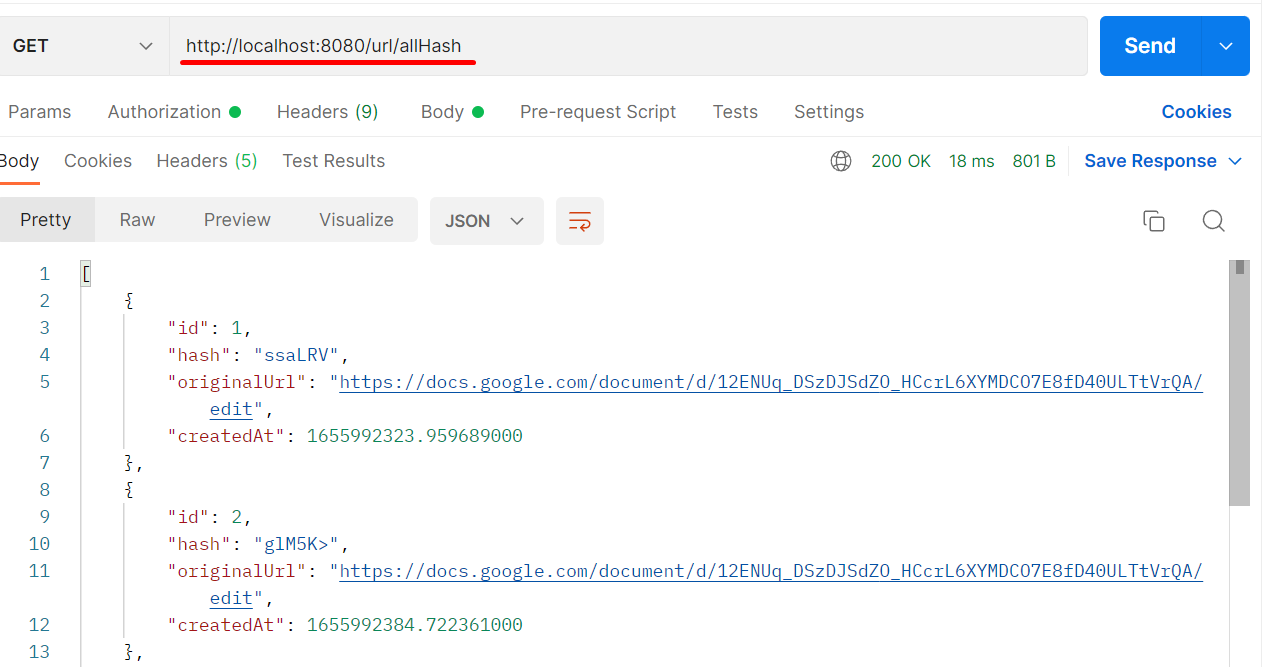 GET http://localhost:8080/url/allHash Send
Params Authorization Headers (9) Body Pre-request Script Tests Settings Cookies
Body Cookies Headers (5) Test Results 200 OK 18 ms 801 B Save Response
Pretty Raw Preview Visualize JSON
1 [
2 {
3 "id": 1,
4 "hash": "ssaLRV",
5 "originalUrl": "https://docs.google.com/document/d/12ENUq_DSzDJSdZO_HCcrL6XYMDCO7E8fD40ULTtVrQA/
edit",
6 "createdAt": 1655992323.959689000
7 },
8 {
9 "id": 2,
10 "hash": "glM5K>",
11 "originalUrl": "https://docs.google.com/document/d/12ENUq_DSzDJSdZO_HCcrL6XYMDCO7E8fD40ULTtVrQA/
edit",
12 "createdAt": 1655992384.722361000
13 },